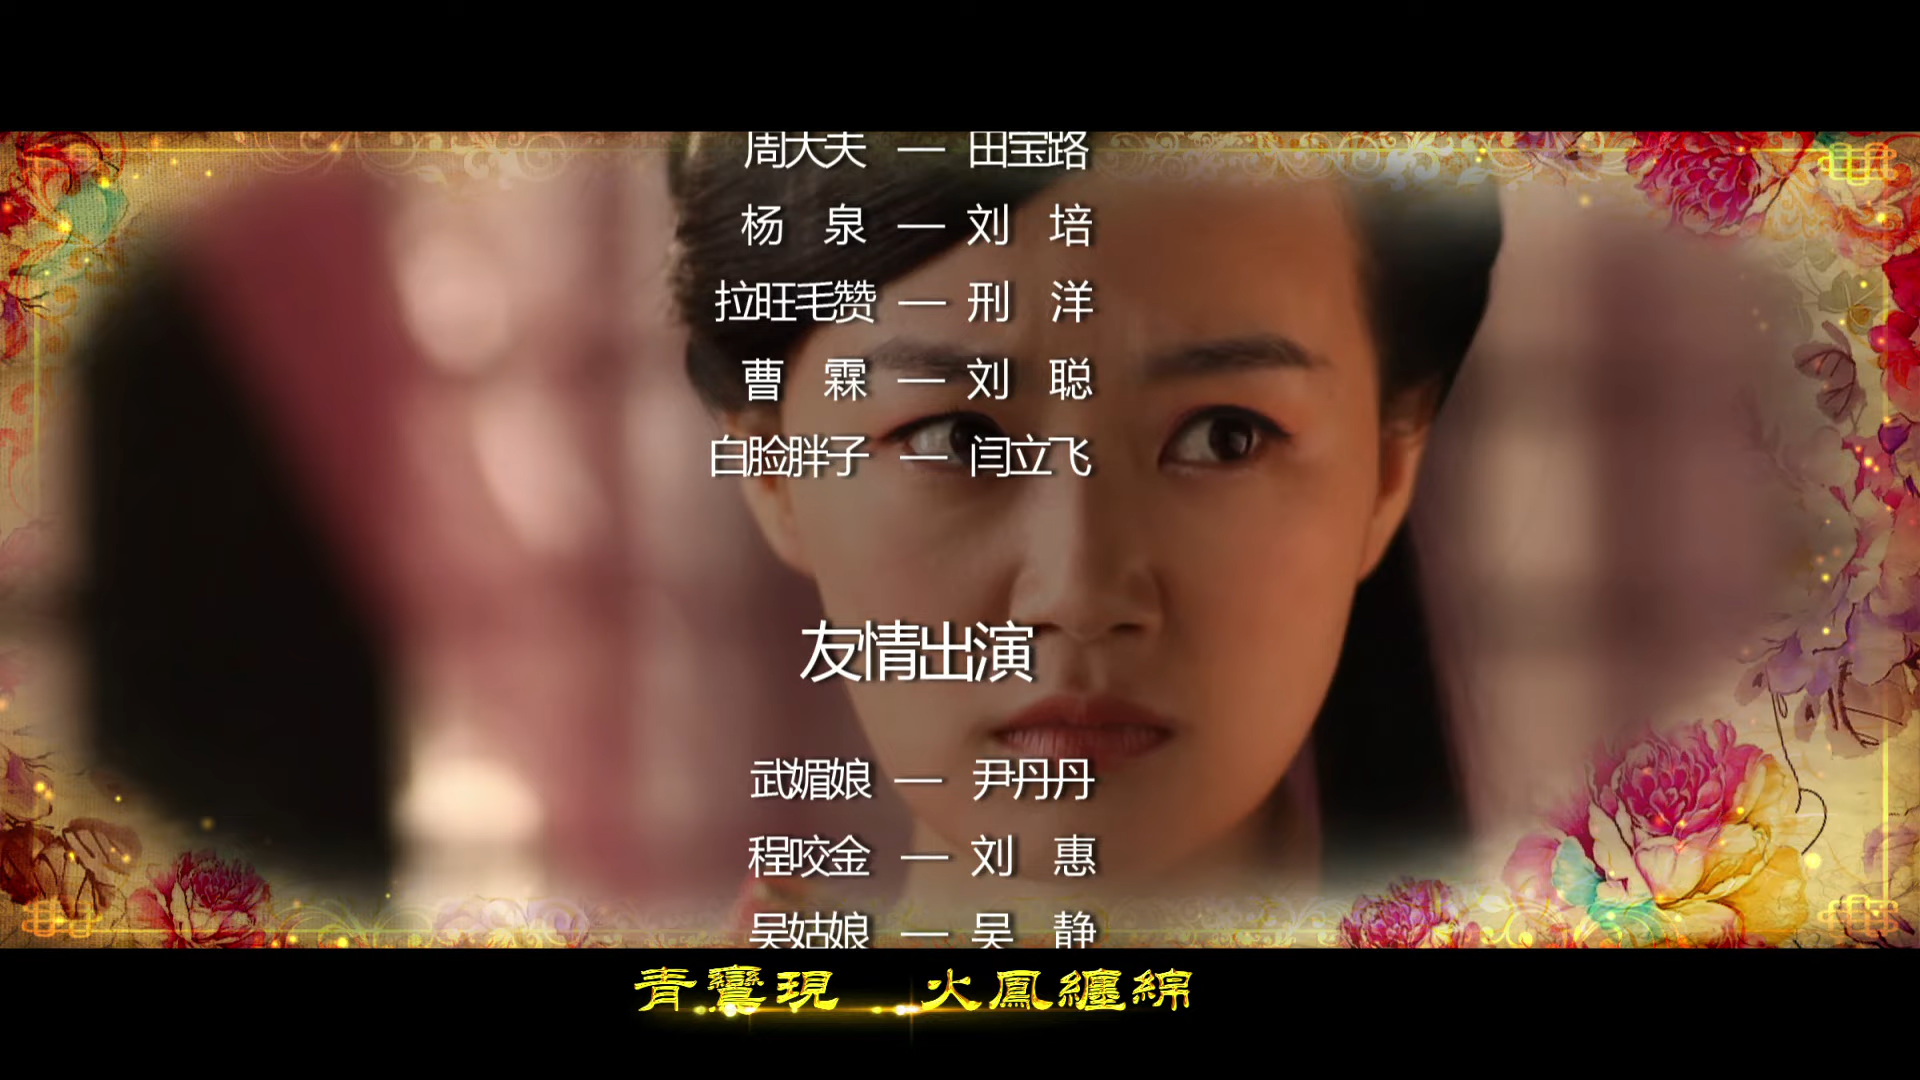 周大夫 — 田宝路
杨 泉 — 刘 培
拉旺毛赞 — 刑 洋
曹 霖 — 刘 聪
白脸胖子 — 闫立飞
友情出演
武媚娘 — 尹丹丹
程咬金 — 刘 惠
吴姑娘 — 吴 静
青鸞現 火鳳纏綿